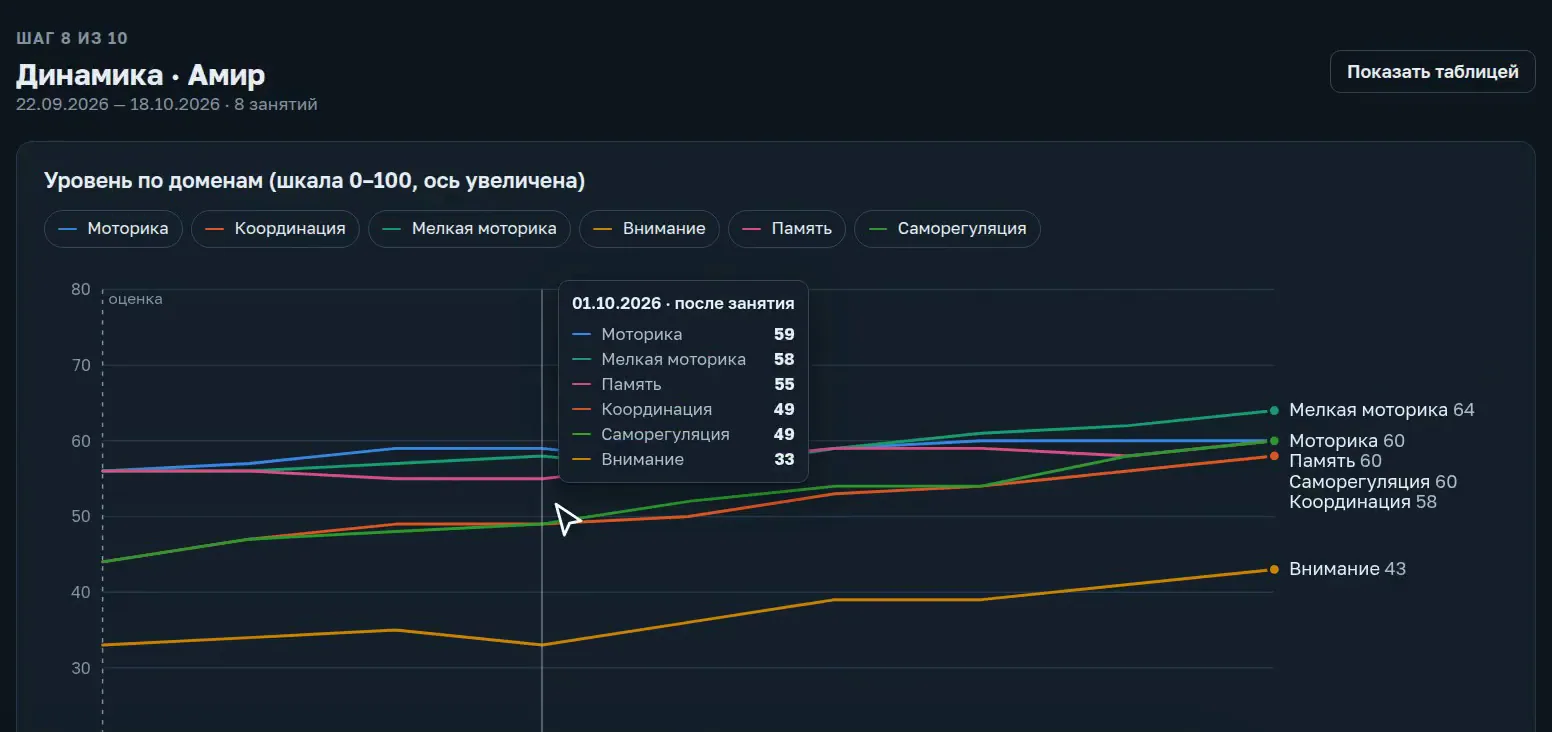 ШАГ 8 ИЗ 10
Динамика · Амир
22.09.2026 — 18.10.2026 · 8 занятий
Показать таблицей
Уровень по доменам (шкала 0–100, ось увеличена)
Моторика
Координация
Мелкая моторика
Внимание
Память
Саморегуляция
80
оценка
70
60
50
40
30
01.10.2026 · после занятия
Моторика 59
Мелкая моторика 58
Память 55
Координация 49
Саморегуляция 49
Внимание 33
Мелкая моторика 64
Моторика 60
Память 60
Саморегуляция 60
Координация 58
Внимание 43